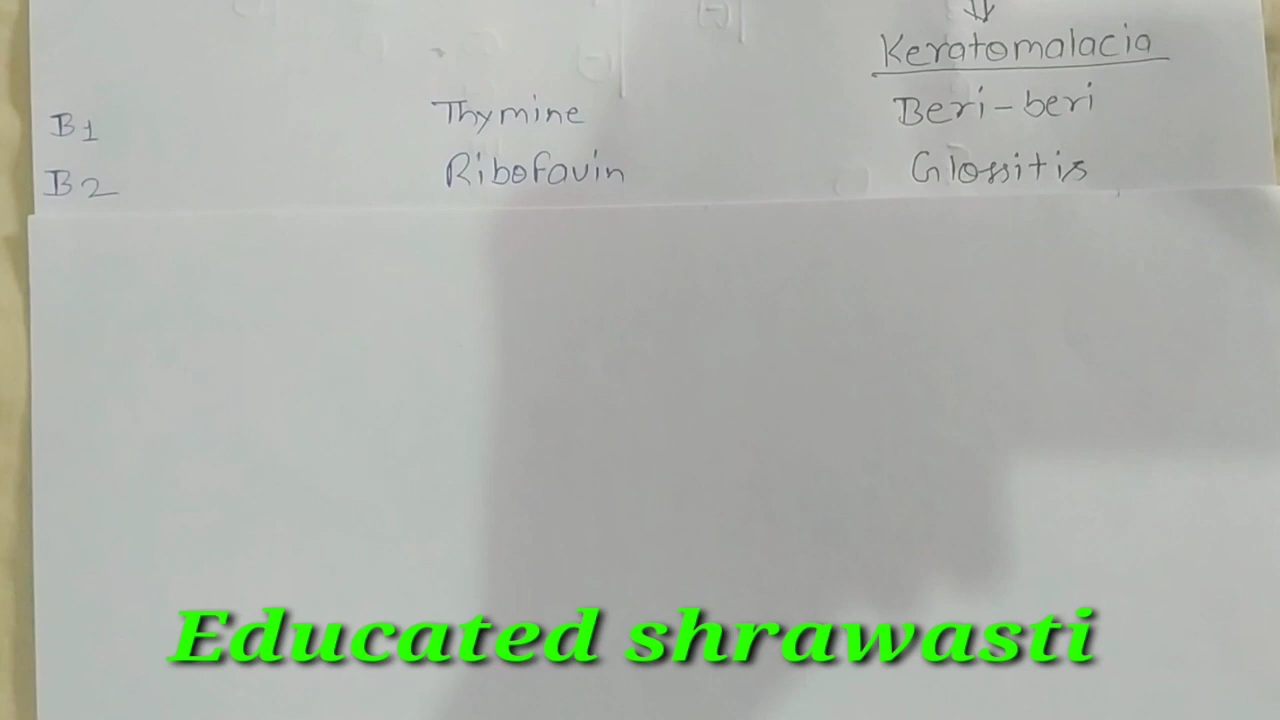 Keratomalacia
B1 Thymine Beri-beri
B2 Ribofavin Glossitis
Educated shrawasti